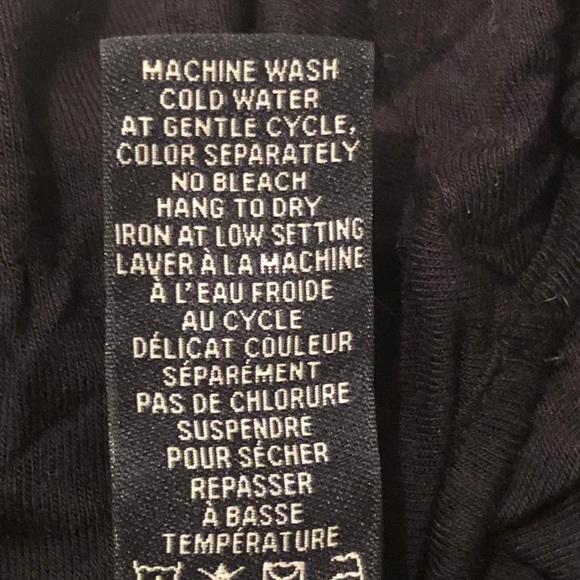 MACHINE WASH
COLD WATER
AT GENTLE CYCLE,
COLOR SEPARATELY
NO BLEACH
HANG TO DRY
IRON AT LOW SETTING
LAVER À LA MACHINE
À L'EAU FROIDE
AU CYCLE
DÉLICAT COULEUR
SÉPARÉMENT
PAS DE CHLORURE
SUSPENDRE
POUR SÉCHER
REPASSER
À BASSE
TEMPÉRATURE